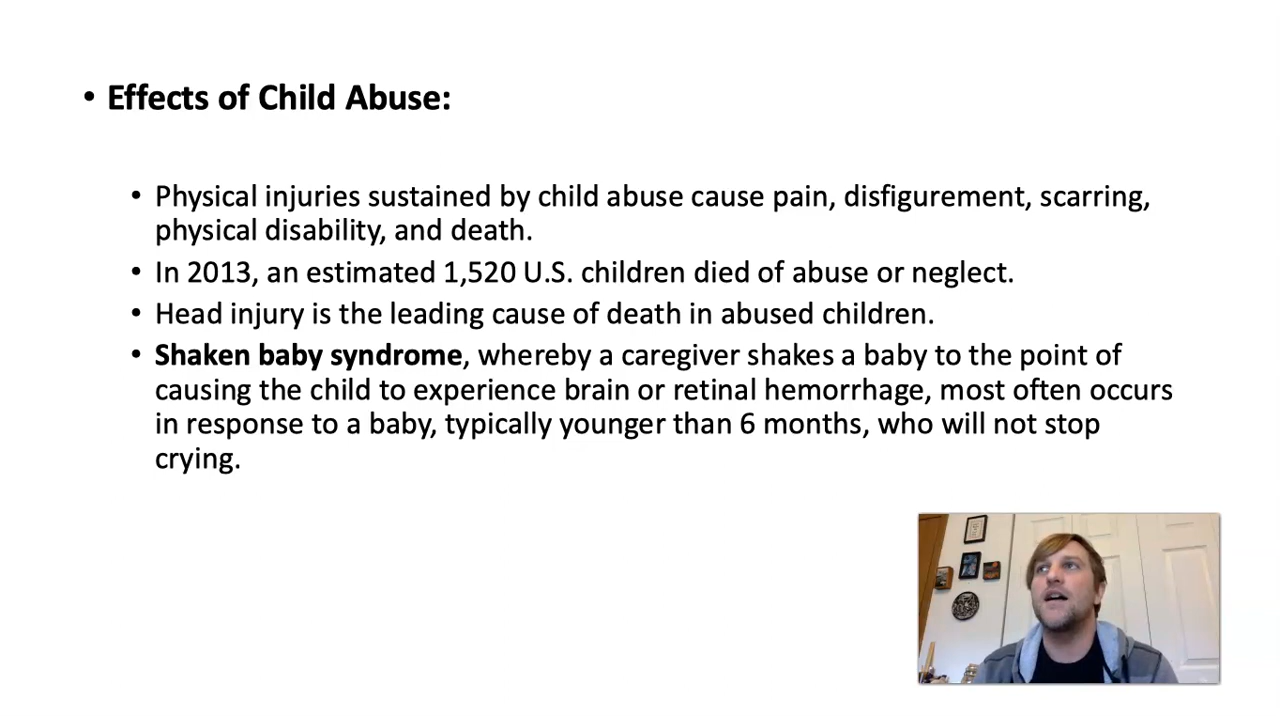 • Effects of Child Abuse:
• Physical injuries sustained by child abuse cause pain, disfigurement, scarring,
physical disability, and death.
• In 2013, an estimated 1,520 U.S. children died of abuse or neglect.
• Head injury is the leading cause of death in abused children.
• Shaken baby syndrome, whereby a caregiver shakes a baby to the point of
causing the child to experience brain or retinal hemorrhage, most often occurs
in response to a baby, typically younger than 6 months, who will not stop
crying.